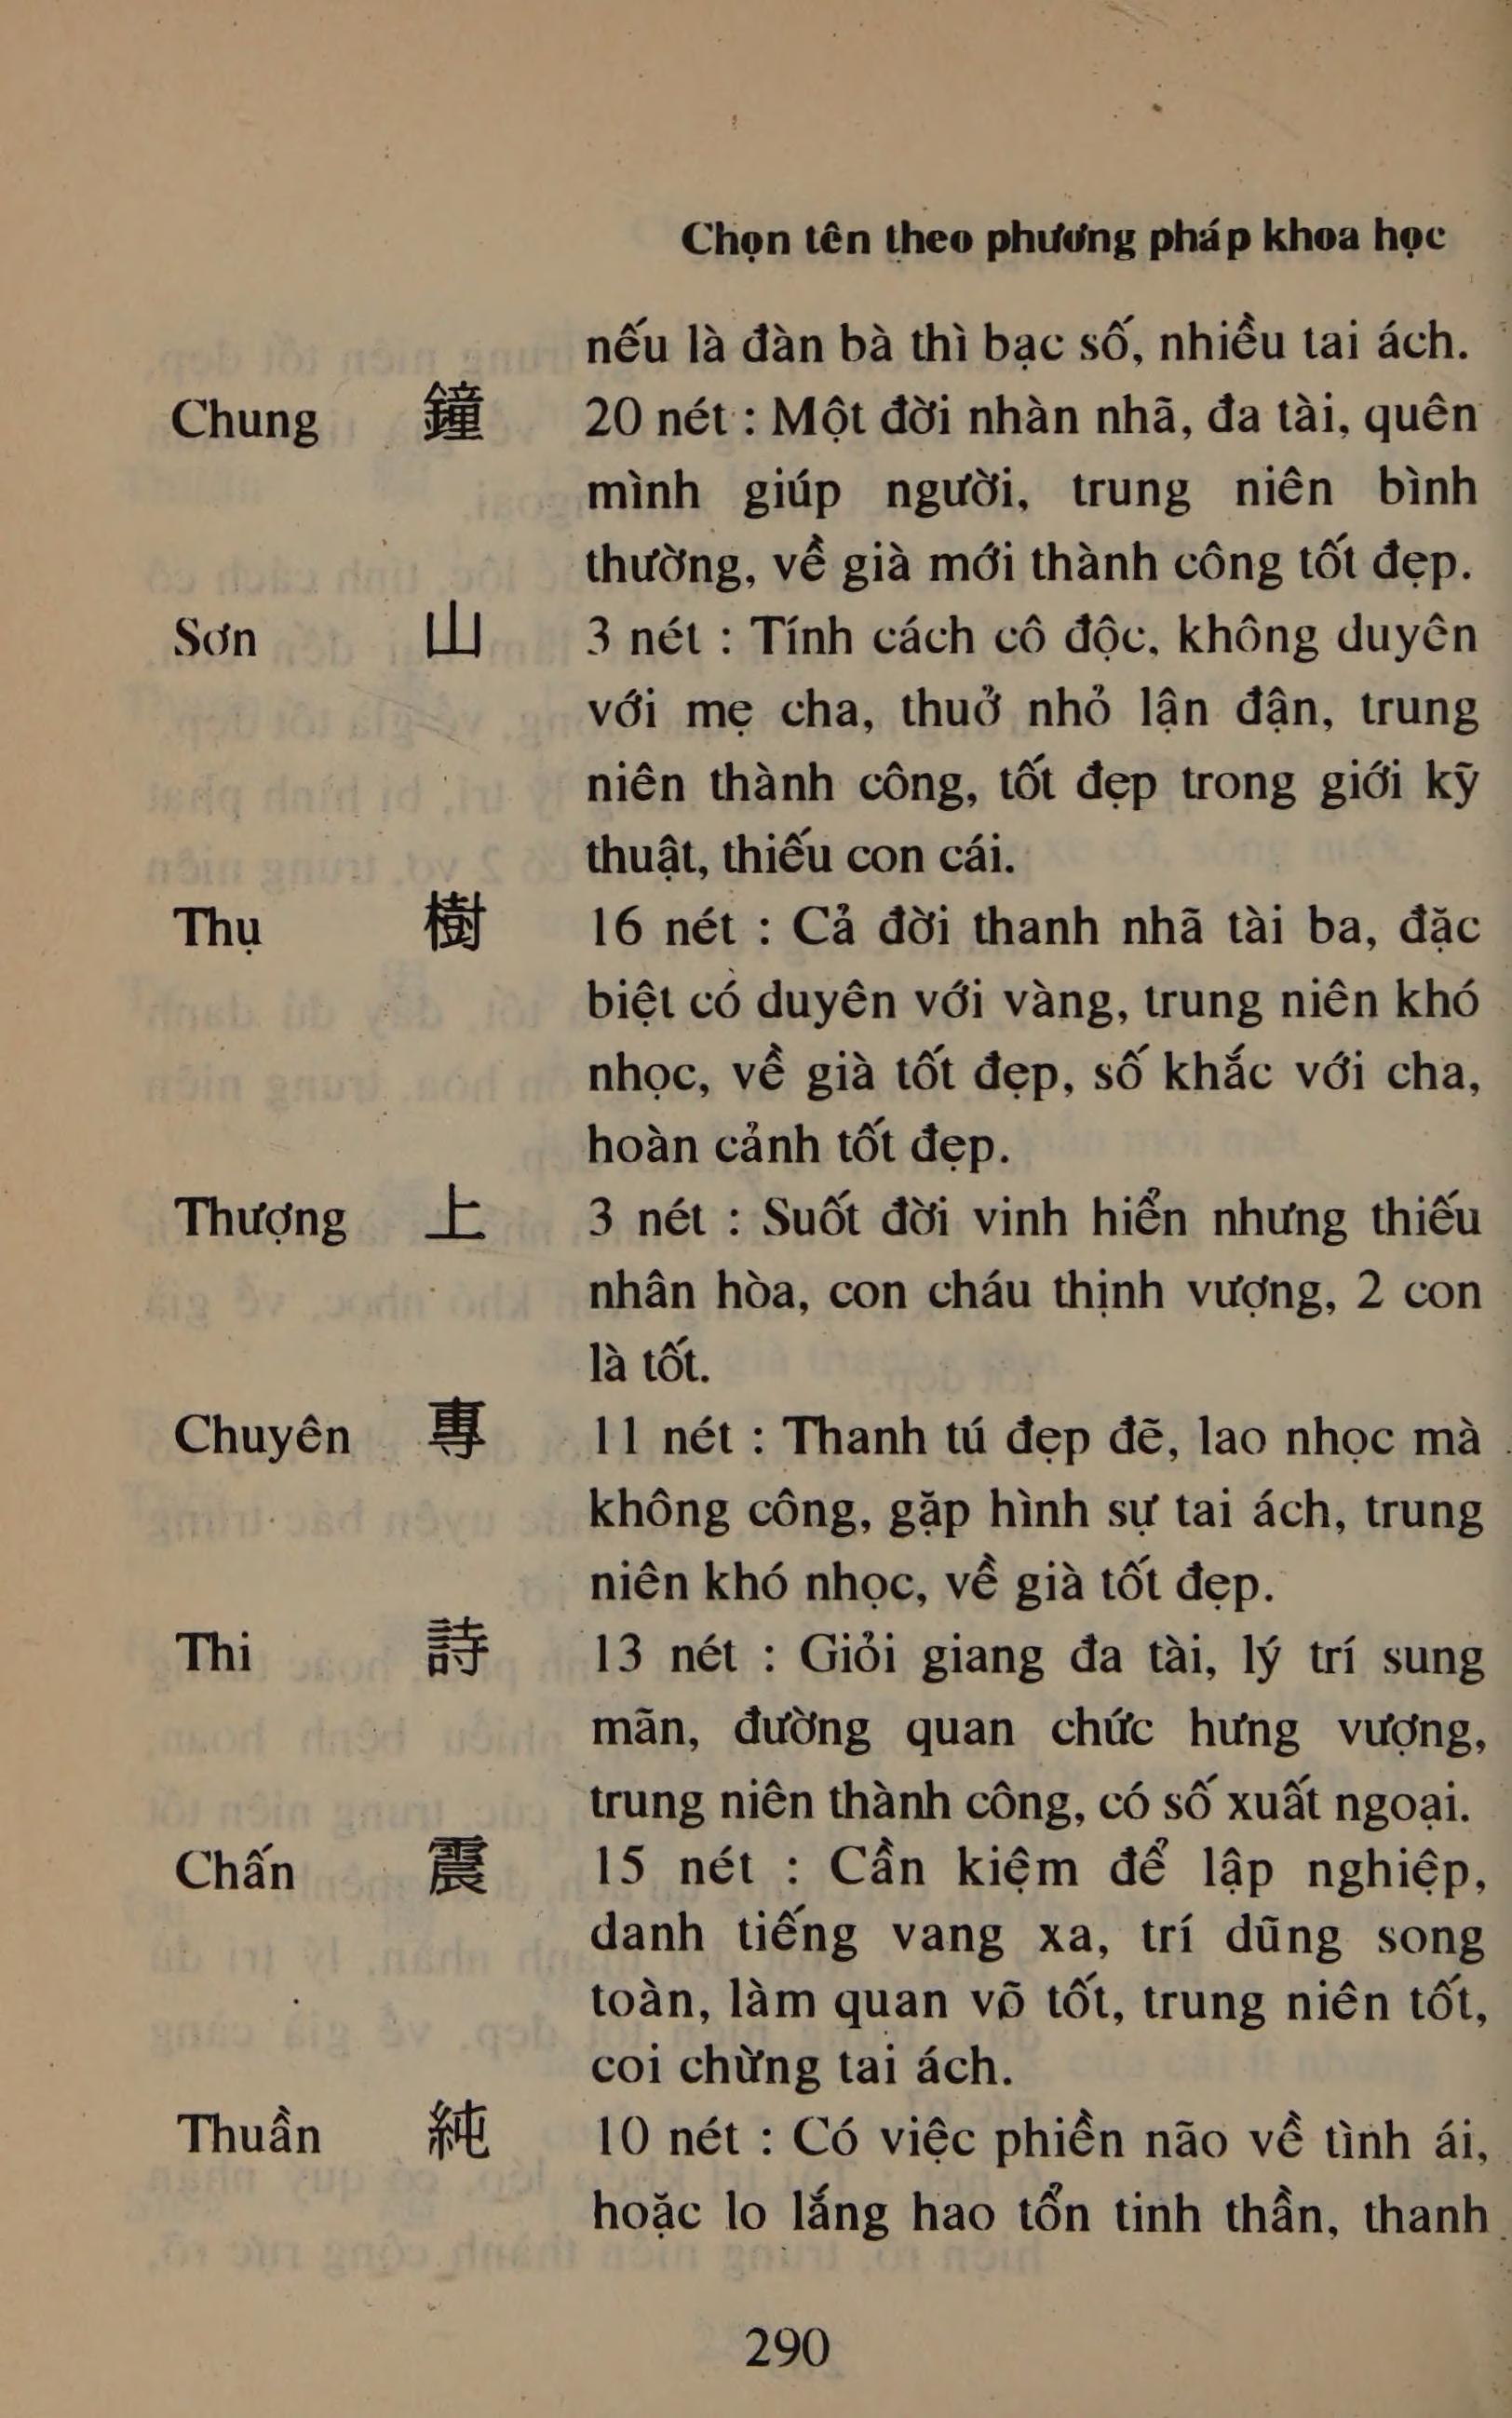 Chọn tên theo phương pháp khoa học
nếu là đàn bà thì bạc số, nhiều tai ách.
Chung 鐘 20 nét : Một đời nhàn nhã, đa tài, quên
mình giúp người, trung niên bình
thường, về già mới thành công tốt đẹp.
Sơn 山 3 nét : Tính cách cô độc, không duyên
với mẹ cha, thuở nhỏ lận đận, trung
niên thành công, tốt đẹp trong giới kỹ
thuật, thiếu con cái.
Thụ 樹 16 nét : Cả đời thanh nhã tài ba, đặc
biệt có duyên với vàng, trung niên khó
nhọc, về già tốt đẹp, số khắc với cha,
hoàn cảnh tốt đẹp.
Thượng 上 3 nét : Suốt đời vinh hiển nhưng thiếu
nhân hòa, con cháu thịnh vượng, 2 con
là tốt.
Chuyên 專 11 nét : Thanh tú đẹp đẽ, lao nhọc mà
không công, gặp hình sự tai ách, trung
niên khó nhọc, về già tốt đẹp.
Thi 詩 13 nét : Giỏi giang đa tài, lý trí sung
mãn, đường quan chức hưng vượng,
trung niên thành công, có số xuất ngoại.
Chấn 震 15 nét : Cần kiệm để lập nghiệp,
danh tiếng vang xa, trí dũng song
toàn, làm quan võ tốt, trung niên tốt,
coi chừng tai ách.
Thuần 純 10 nét : Có việc phiền não về tình ái,
hoặc lo lắng hao tổn tinh thần, thanh
290